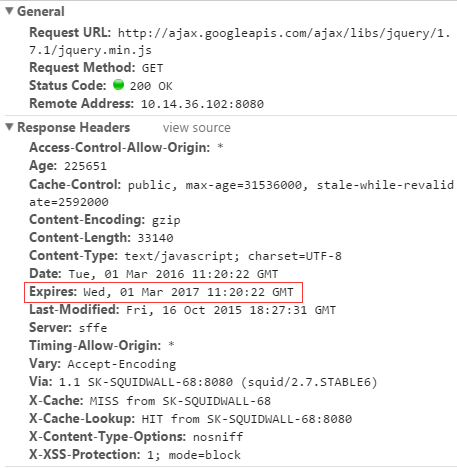 General
Request URL: http://ajax.googleapis.com/ajax/libs/jquery/1.
7.1/jquery.min.js
Request Method: GET
Status Code: 200 OK
Remote Address: 10.14.36.102:8080
Response Headers view source
Access-Control-Allow-Origin: *
Age: 225651
Cache-Control: public, max-age=31536000, stale-while-revalid
ate=2592000
Content-Encoding: gzip
Content-Length: 33140
Content-Type: text/javascript; charset=UTF-8
Date: Tue, 01 Mar 2016 11:20:22 GMT
Expires: Wed, 01 Mar 2017 11:20:22 GMT
Last-Modified: Fri, 16 Oct 2015 18:27:31 GMT
Server: sffe
Timing-Allow-Origin: *
Vary: Accept-Encoding
Via: 1.1 SK-SQUIDWALL-68:8080 (squid/2.7.STABLE6)
X-Cache: MISS from SK-SQUIDWALL-68
X-Cache-Lookup: HIT from SK-SQUIDWALL-68:8080
X-Content-Type-Options: nosniff
X-XSS-Protection: 1; mode=block